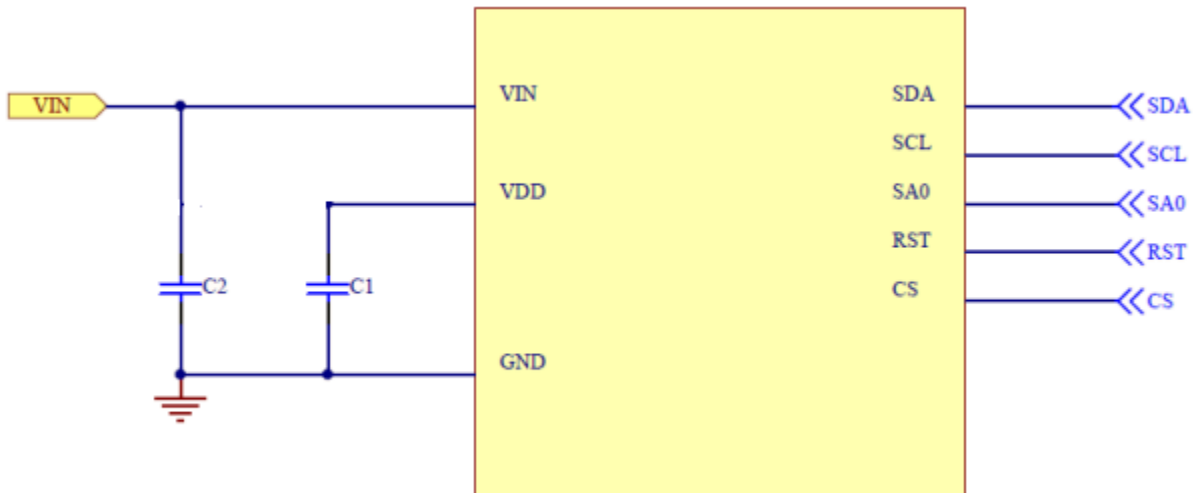 VIN
VIN
SDA
SDA
SCL
SCL
VDD
SA0
SA0
RST
RST
C2
C1
CS
CS
GND